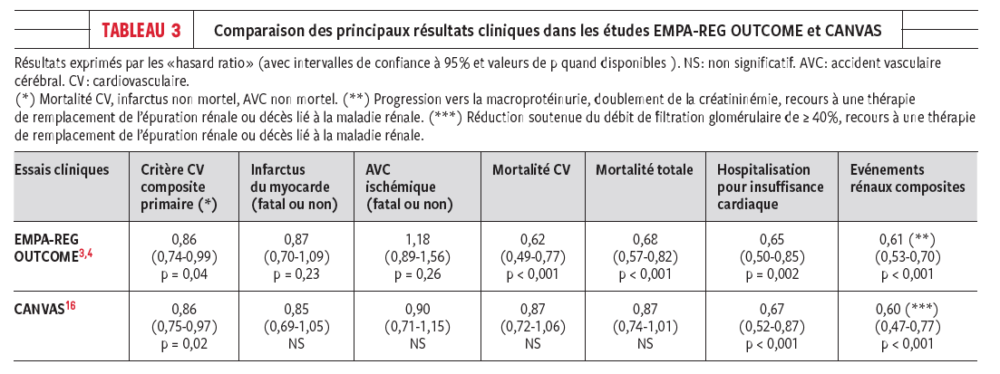 TABLEAU 3
Comparaison des principaux résultats cliniques dans les études EMPA-REG OUTCOME et CANVAS
Résultats exprimés par les «hasard ratio» (avec intervalles de confiance à 95% et valeurs de p quand disponibles ). NS: non significatif. AVC: accident vasculaire
cérébral. CV: cardiovasculaire.
(*) Mortalité CV, infarctus non mortel, AVC non mortel. (**) Progression vers la macroprotéinurie, doublement de la créatininémie, recours à une thérapie
de remplacement de l'épuration rénale ou décès lié à la maladie rénale. (***) Réduction soutenue du débit de filtration glomérulaire de ≥ 40%, recours à une thérapie
de remplacement de l'épuration rénale ou décès lié à la maladie rénale.
Essais cliniques
Critère CV
composite
primaire (*)
Infarctus
du myocarde
(fatal ou non)
AVC
ischémique
(fatal ou non)
Mortalité CV
Mortalité totale
Hospitalisation
pour insuffisance
cardiaque
Evénements
rénaux composites
EMPA-REG
OUTCOME3,4
0,86
(0,74-0,99)
p = 0,04
0,87
(0,70-1,09)
p = 0,23
1,18
(0,89-1,56)
p = 0,26
0,62
(0,49-0,77)
p < 0,001
0,68
(0,57-0,82)
p < 0,001
0,65
(0,50-0,85)
p = 0,002
0,61 (**)
(0,53-0,70)
p < 0,001
CANVAS16
0,86
(0,75-0,97)
p = 0,02
0,85
(0,69-1,05)
NS
0,90
(0,71-1,15)
NS
0,87
(0,72-1,06)
NS
0,87
(0,74-1,01)
NS
0,67
(0,52-0,87)
p < 0,001
0,60 (***)
(0,47-0,77)
p < 0,001